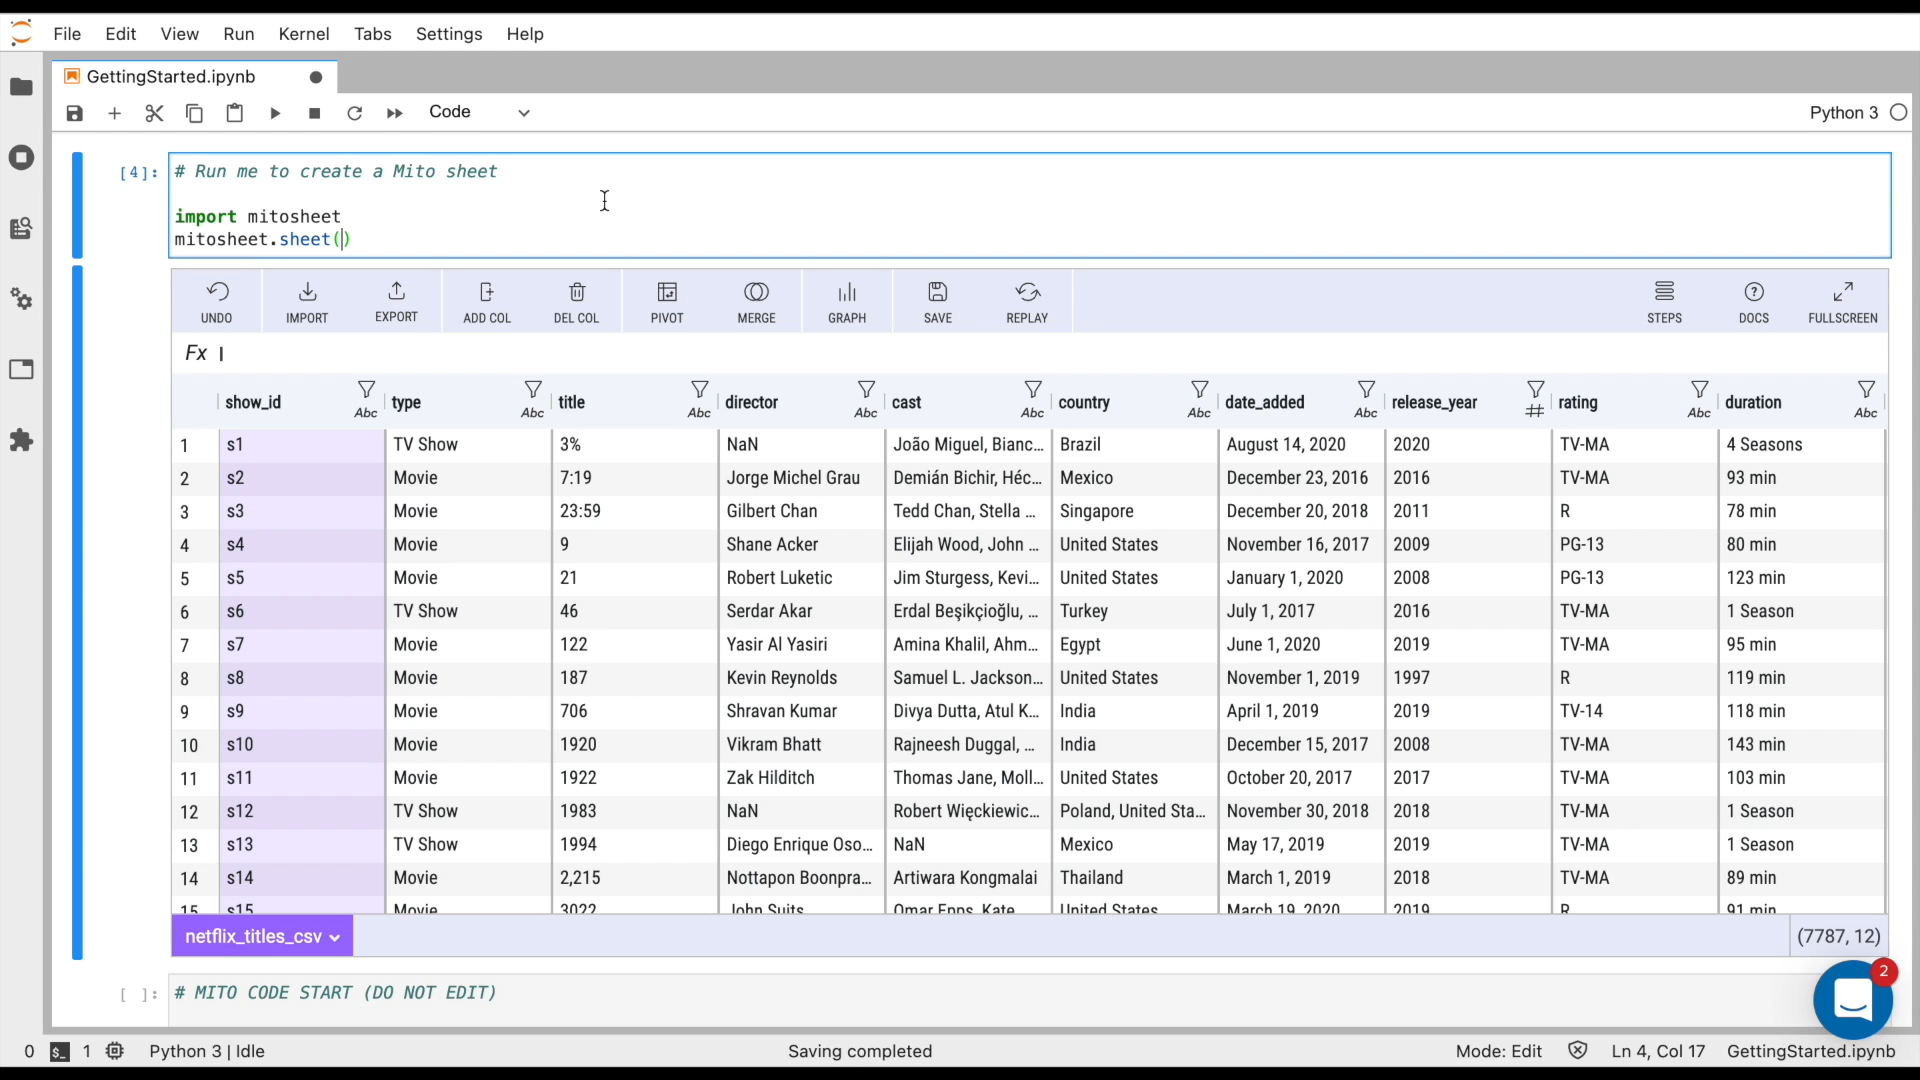 File Edit View Run Kernel Tabs Settings Help
GettingStarted.ipynb
Code Python 3
[4]: # Run me to create a Mito sheet
import mitosheet
mitosheet.sheet()
UNDO IMPORT EXPORT ADD COL DEL COL PIVOT MERGE GRAPH SAVE REPLAY STEPS DOCS FULLSCREEN
Fx
show_id Abc type Abc title Abc director Abc cast Abc country Abc date_added Abc release_year # rating Abc duration Abc
1 s1 TV Show 3% NaN João Miguel, Bianc... Brazil August 14, 2020 2020 TV-MA 4 Seasons
2 s2 Movie 7:19 Jorge Michel Grau Demián Bichir, Héc... Mexico December 23, 2016 2016 TV-MA 93 min
3 s3 Movie 23:59 Gilbert Chan Tedd Chan, Stella ... Singapore December 20, 2018 2011 R 78 min
4 s4 Movie 9 Shane Acker Elijah Wood, John ... United States November 16, 2017 2009 PG-13 80 min
5 s5 Movie 21 Robert Luketic Jim Sturgess, Kevi... United States January 1, 2020 2008 PG-13 123 min
6 s6 TV Show 46 Serdar Akar Erdal Beşikçioğlu, ... Turkey July 1, 2017 2016 TV-MA 1 Season
7 s7 Movie 122 Yasir Al Yasiri Amina Khalil, Ahm... Egypt June 1, 2020 2019 TV-MA 95 min
8 s8 Movie 187 Kevin Reynolds Samuel L. Jackson... United States November 1, 2019 1997 R 119 min
9 s9 Movie 706 Shravan Kumar Divya Dutta, Atul K... India April 1, 2019 2019 TV-14 118 min
10 s10 Movie 1920 Vikram Bhatt Rajneesh Duggal, ... India December 15, 2017 2008 TV-MA 143 min
11 s11 Movie 1922 Zak Hilditch Thomas Jane, Moll... United States October 20, 2017 2017 TV-MA 103 min
12 s12 TV Show 1983 NaN Robert Więckiewic... Poland, United Sta... November 30, 2018 2018 TV-MA 1 Season
13 s13 TV Show 1994 Diego Enrique Oso... NaN Mexico May 17, 2019 2019 TV-MA 1 Season
14 s14 Movie 2,215 Nottapon Boonpra... Artiwara Kongmalai Thailand March 1, 2019 2018 TV-MA 89 min
15 s15 Movie 3022 John Suits Omar Epps, Kate United States March 19, 2020 2019 R 91 min
netflix_titles_csv (7787, 12)
2
[ ]: # MITO CODE START (DO NOT EDIT)
0 $_ 1 Python 3 | Idle Saving completed Mode: Edit Ln 4, Col 17 GettingStarted.ipynb